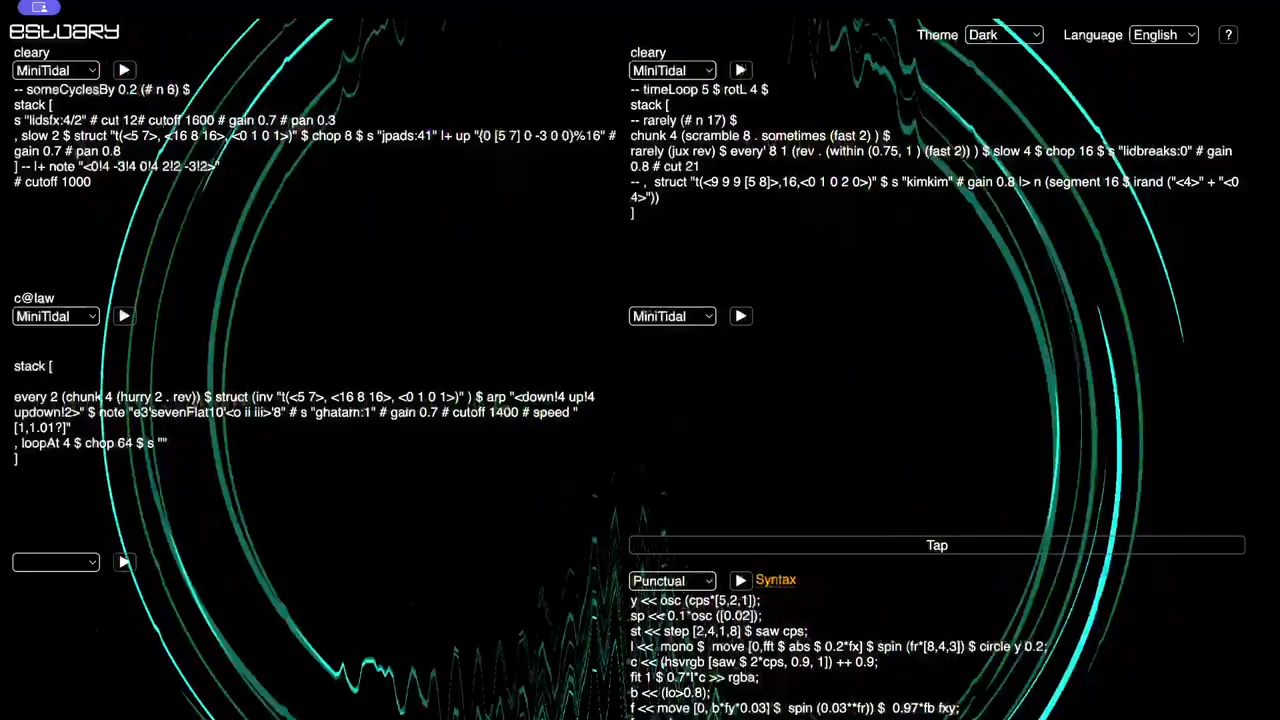 estuary
Theme Dark Language English ?
cleary
MiniTidal
-- someCyclesBy 0.2 (# n 6) $
stack [
s "lidsfx:4/2" # cut 12# cutoff 1600 # gain 0.7 # pan 0.3
, slow 2 $ struct "t(<5 7>, <16 8 16>, <0 1 0 1>)" $ chop 8 $ s "jpads:41" |+ up "{0 [5 7] 0 -3 0 0}%16" #
gain 0.7 # pan 0.8
] -- |+ note "<0!4 -3!4 0!4 2!2 -3!2>"
# cutoff 1000
cleary
MiniTidal
-- timeLoop 5 $ rotL 4 $
stack [
-- rarely (# n 17) $
chunk 4 (scramble 8 . sometimes (fast 2) ) $
rarely (jux rev) $ every' 8 1 (rev . (within (0.75, 1 ) (fast 2)) ) $ slow 4 $ chop 16 $ s "lidbreaks:0" # gain
0.8 # cut 21
-- ,  struct "t(<9 9 9 [5 8]>,16,<0 1 0 2 0>)" $ s "kimkim" # gain 0.8 |> n (segment 16 $ irand ("<4>" + "<0
4>"))
]
c@law
MiniTidal
stack [
every 2 (chunk 4 (hurry 2 . rev)) $ struct (inv "t(<5 7>, <16 8 16>, <0 1 0 1>)" ) $ arp "<down!4 up!4
updown!2>" $ note "e3'sevenFlat10'<o ii iii>'8" # s "ghatam:1" # gain 0.7 # cutoff 1400 # speed "
[1,1.01?]"
, loopAt 4 $ chop 64 $ s ""
]
MiniTidal
Tap
Punctual Syntax
y << osc (cps*[5,2,1]);
sp << 0.1*osc ([0.02]);
st << step [2,4,1,8] $ saw cps;
l <<  mono $  move [0,fft $ abs $ 0.2*fx] $ spin (fr*[8,4,3]) $ circle y 0.2;
c << (hsvrgb [saw $ 2*cps, 0.9, 1]) ++ 0.9;
fit 1 $ 0.7*l*c >> rgba;
b << (lo>0.8);
f << move [0, b*fy*0.03] $  spin (0.03**fr)) $  0.97*fb fxy;